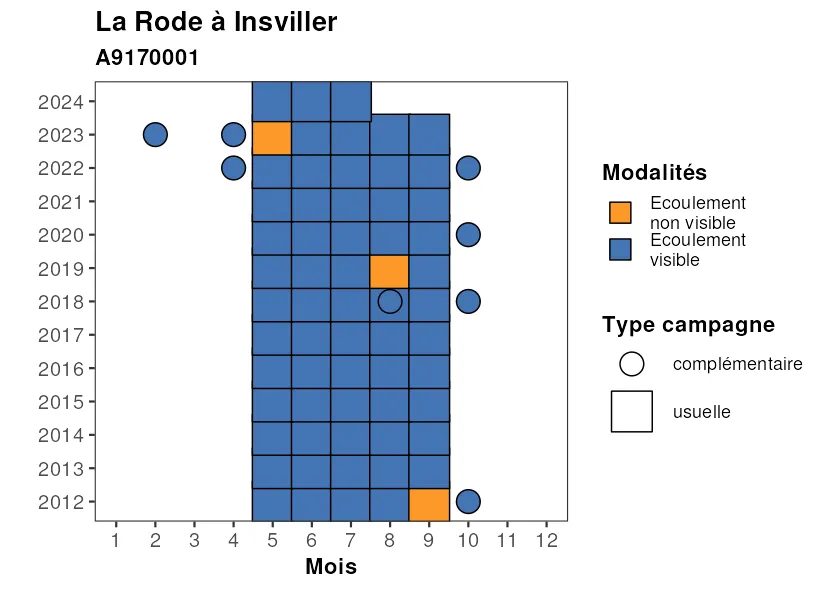 La Rode à Insviller
A9170001
2024
2023
2022
2021
2020
2019
2018
2017
2016
2015
2014
2013
2012
1 2 3 4 5 6 7 8 9 10 11 12
Mois
Modalités
Ecoulement
non visible
Ecoulement
visible
Type campagne
complémentaire
usuelle